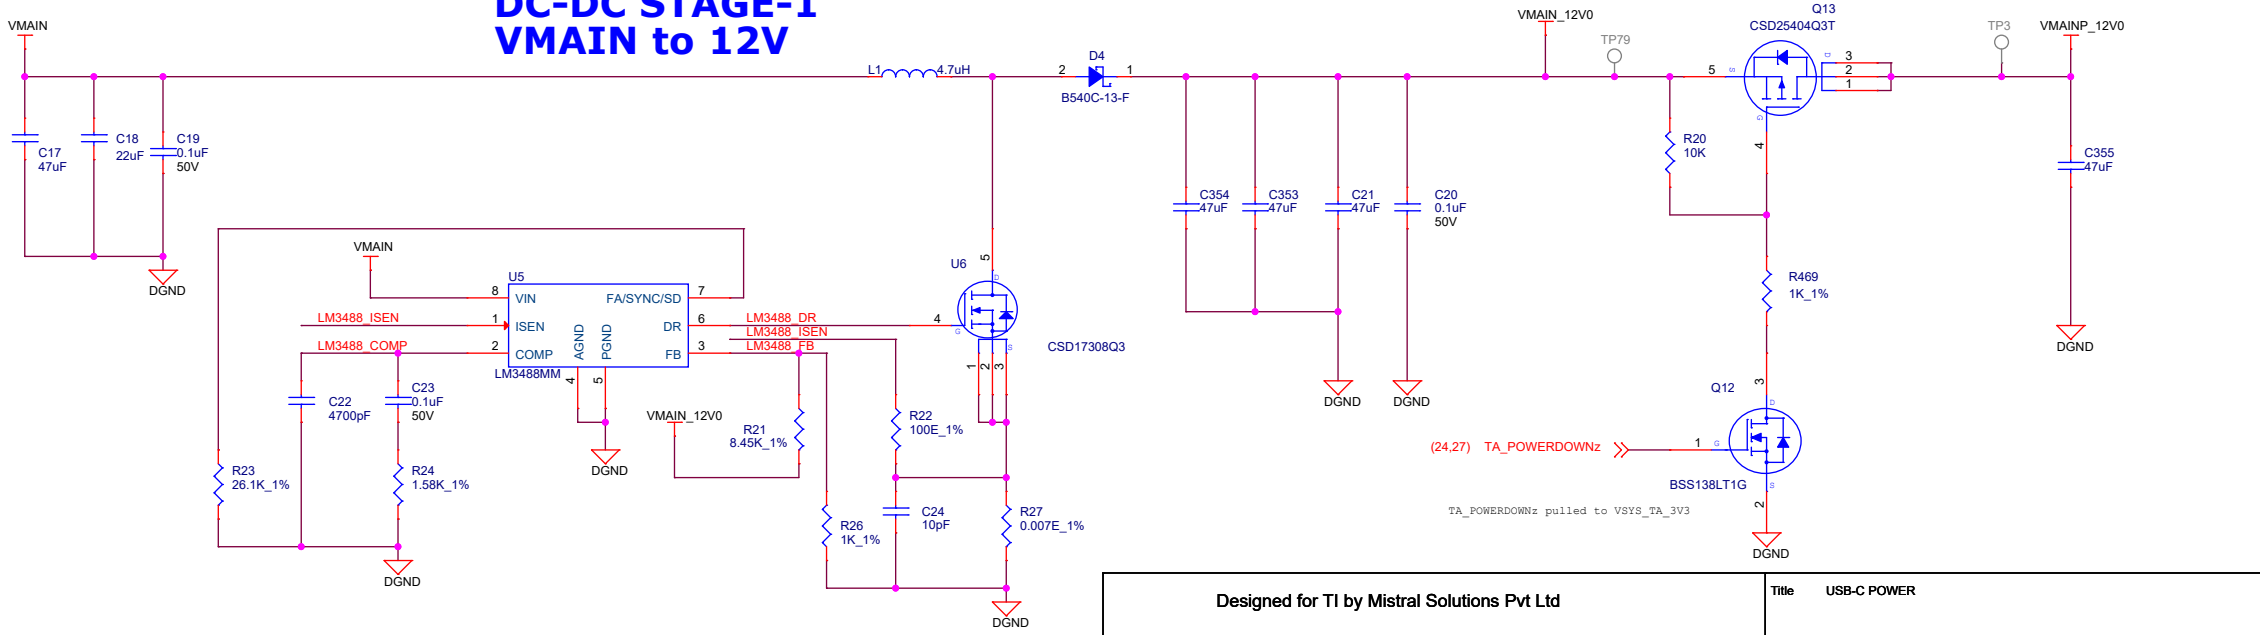 DC-DC STAGE-1
VMAIN to 12V
VMAIN
C17
47uF
C18
22uF
C19
0.1uF
50V
DGND
L1
4.7uH
2
D4
1
B540C-13-F
C354
47uF
C353
47uF
C21
47uF
C20
0.1uF
50V
DGND
DGND
VMAIN_12V0
TP79
R20
10K
Q13
CSD25404Q3T
5
S
D
G
3
2
1
4
TP3
VMAINP_12V0
C355
47uF
DGND
R469
1K_1%
Q12
3
D
1
G
S
2
BSS138LT1G
DGND
(24,27)
TA_POWERDOWNz
TA_POWERDOWNz pulled to VSYS_TA_3V3
VMAIN
U5
8
VIN
FA/SYNC/SD
7
LM3488_ISEN
1
ISEN
DR
6
LM3488_DR
LM3488_ISEN
LM3488_COMP
2
COMP
AGND
PGND
FB
3
LM3488_FB
LM3488MM
4
5
DGND
C22
4700pF
C23
0.1uF
50V
R23
26.1K_1%
R24
1.58K_1%
DGND
VMAIN_12V0
R21
8.45K_1%
R22
100E_1%
R26
1K_1%
C24
10pF
R27
0.007E_1%
DGND
U6
5
D
4
G
S
CSD17308Q3
1
2
3
Designed for TI by Mistral Solutions Pvt Ltd
Title
USB-C POWER